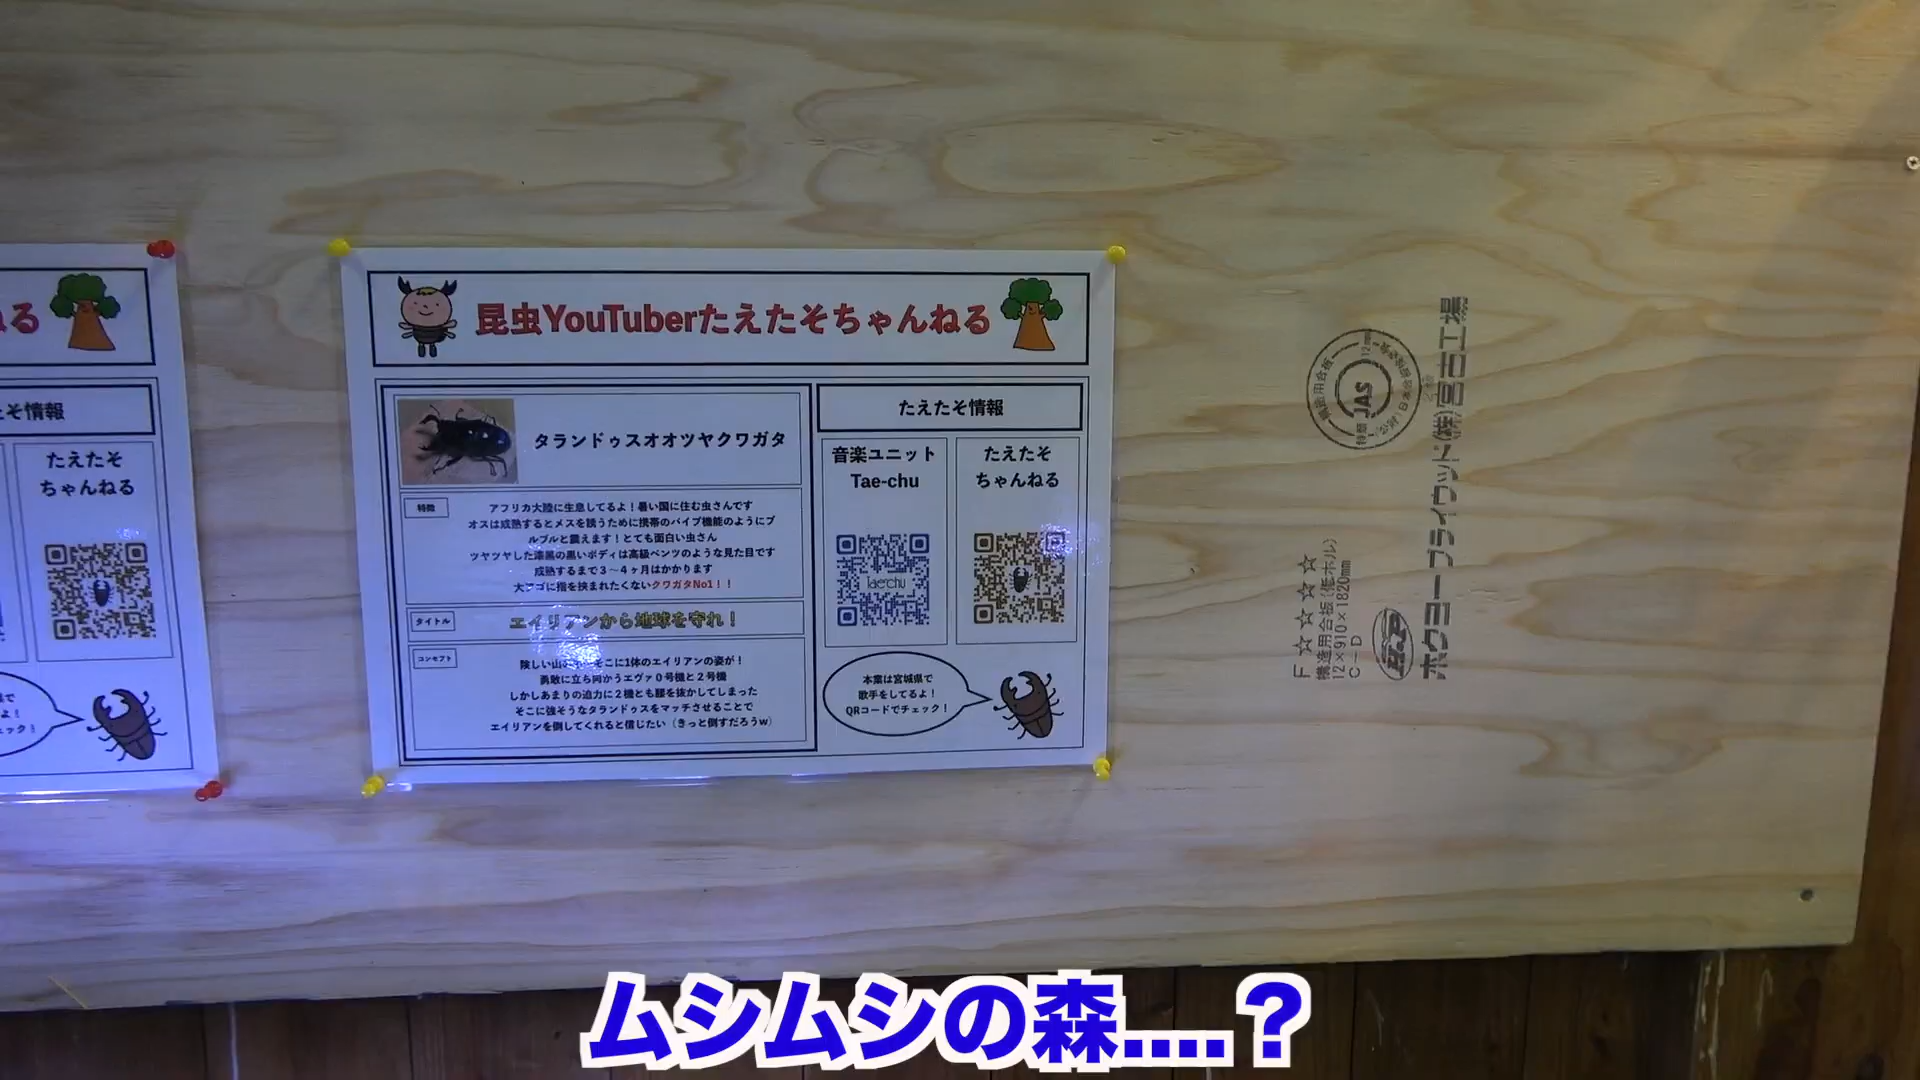 ねる
たえたそ情報
たえたそ
ちゃんねる
昆虫YouTuberたえたそちゃんねる
タランドゥスオオツヤクワガタ
特徴
アフリカ大陸に生息してるよ!暑い国に住む虫さんです
オスは成熟するとメスを誘うために携帯のバイブ機能のようにブ
ルブルと震えます!とても面白い虫さん
ツヤツヤした漆黒の黒いボディは高級ベンツのような見た目です
成熟するまで3〜4ヶ月はかかります
大アゴに指を挟まれたくないクワガタNo1!!
タイトル
エイリアンから地球を守れ!
コンセプト
険しい山の そこに1体のエイリアンの姿が!
勇敢に立ち向かうエヴァ0号機と2号機
しかしあまりの迫力に2機とも腰を抜かしてしまった
そこに強そうなタランドゥスをマッチさせることで
エイリアンを倒してくれると信じたい(きっと倒すだろうw)
たえたそ情報
音楽ユニット
Tae-chu
たえたそ
ちゃんねる
Tae-chu
本業は宮城県で
歌手をしてるよ!
QRコードでチェック!
JAS
F☆☆☆☆
構造用合板(低ホル)
12×910×1820mm
C-D
ホクヨープライウッド(株)宮古工場
ムシムシの森....?